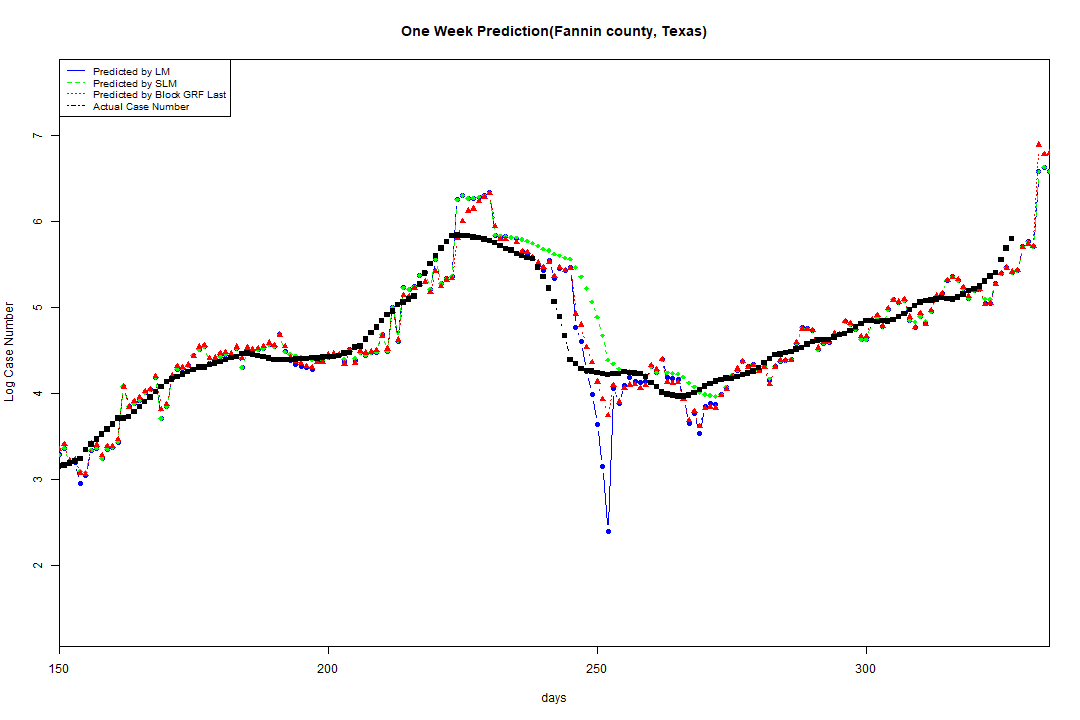 One Week Prediction(Fannin county, Texas)
Predicted by LM
Predicted by SLM
Predicted by Block GRF Last
Actual Case Number
Log Case Number
7
6
5
4
3
2
150 200 250 300
days